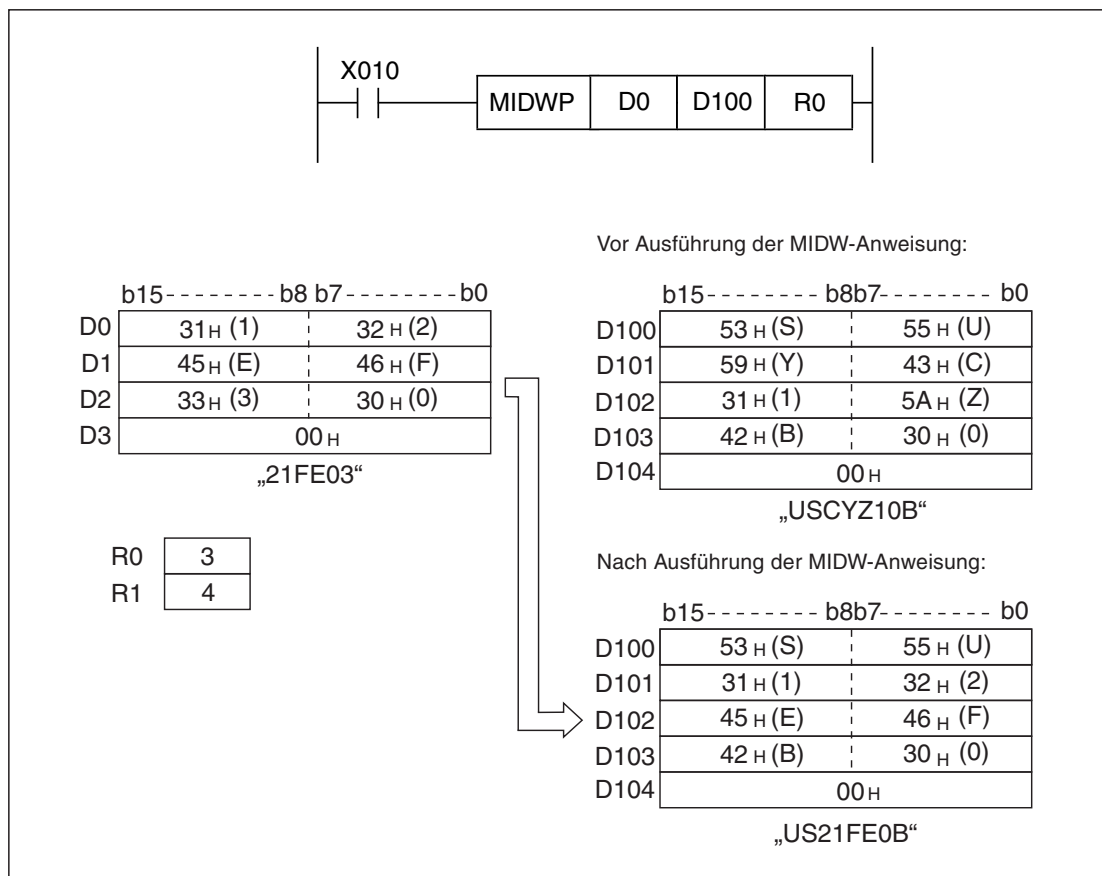 X010
MIDWP D0 D100 R0
Vor Ausführung der MIDW-Anweisung:
b15 - - - - - - - - b8 b7 - - - - - - - - b0
D0 31H (1) 32H (2)
D1 45H (E) 46H (F)
D2 33H (3) 30H (0)
D3 00H
„21FE03“
b15 - - - - - - - - b8b7 - - - - - - - - b0
D100 53H (S) 55H (U)
D101 59H (Y) 43H (C)
D102 31H (1) 5AH (Z)
D103 42H (B) 30H (0)
D104 00H
„USCYZ10B“
R0 3
R1 4
Nach Ausführung der MIDW-Anweisung:
b15 - - - - - - - - b8b7 - - - - - - - - b0
D100 53H (S) 55H (U)
D101 31H (1) 32H (2)
D102 45H (E) 46H (F)
D103 42H (B) 30H (0)
D104 00H
„US21FE0B“